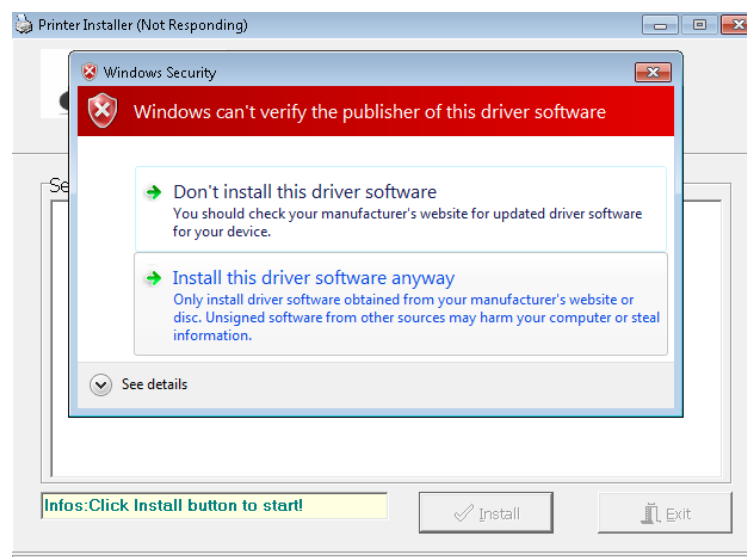 Printer Installer (Not Responding)
Windows Security
Windows can't verify the publisher of this driver software
Se
Don't install this driver software
You should check your manufacturer's website for updated driver software
for your device.
Install this driver software anyway
Only install driver software obtained from your manufacturer's website or
disc. Unsigned software from other sources may harm your computer or steal
information.
See details
Infos:Click Install button to start!
Install
Exit